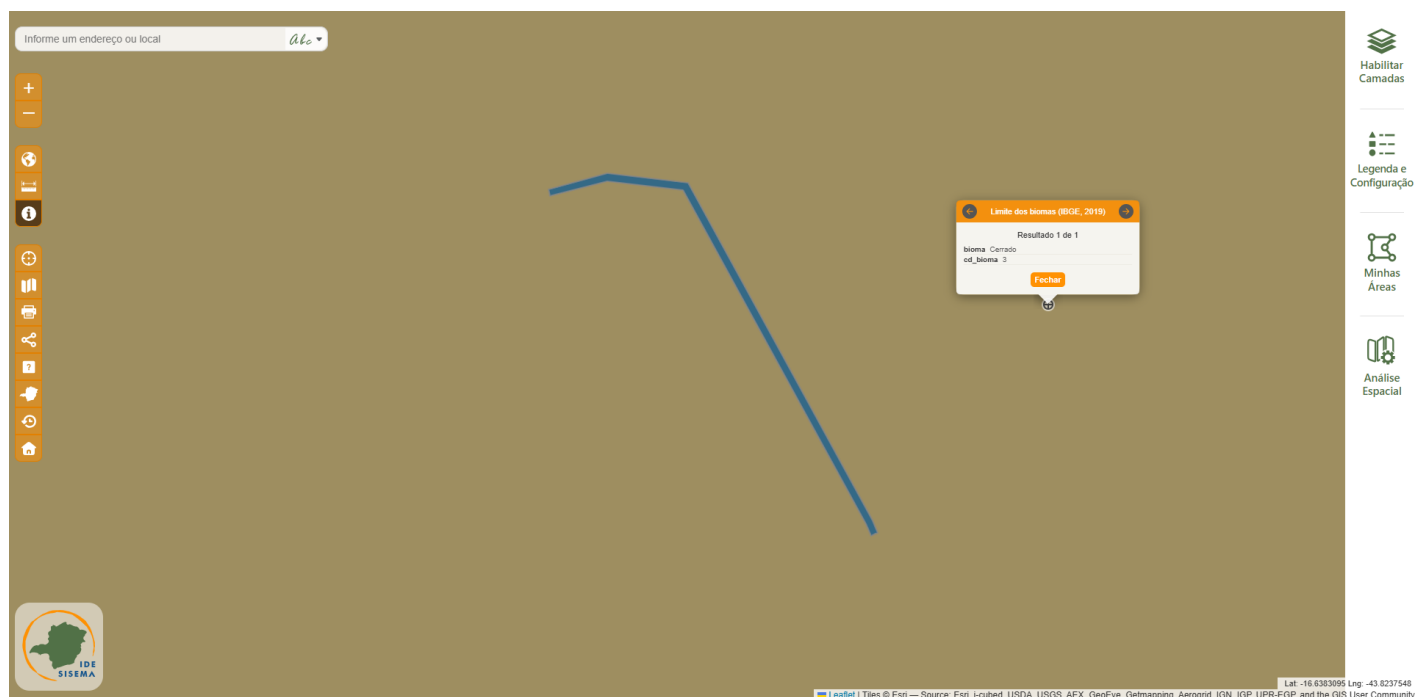 Informe um endereço ou local
Abc
Habilitar
Camadas
Legenda e
Configuração
Limite dos biomas (IBGE, 2019)
Resultado 1 de 1
bioma Cerrado
cd_bioma 3
Fechar
Minhas
Áreas
Análise
Espacial
IDE
SISEMA
Lat: -16.6383095 Lng: -43.8237548
Leaflet | Tiles © Esri — Source: Esri, i-cubed, USDA, USGS, AEX, GeoEye, Getmapping, Aerogrid, IGN, IGP, UPR-EGP, and the GIS User Community